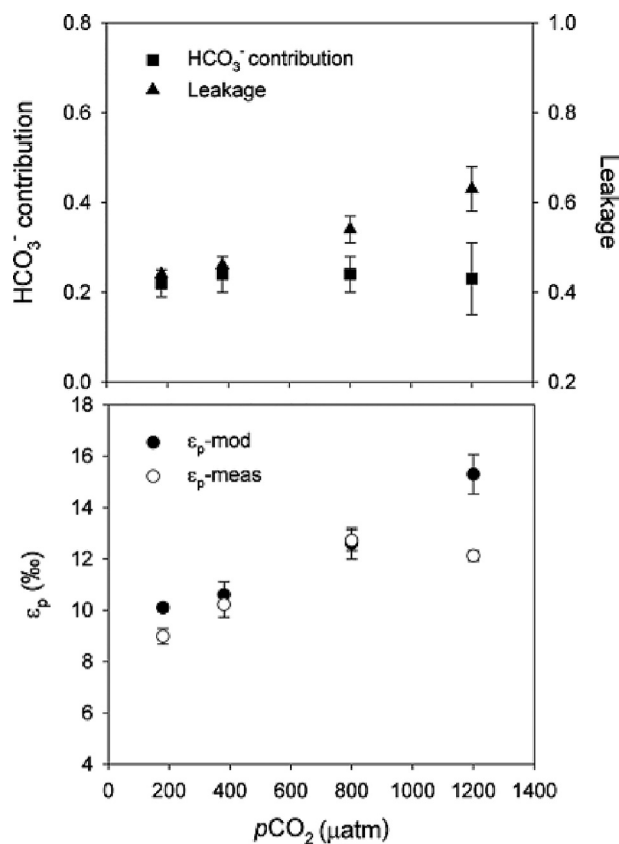 0.8
0.6
0.4
0.2
0.0
HCO₃⁻ contribution
HCO₃⁻ contribution
Leakage
1.0
0.8
0.6
0.4
0.2
Leakage
16
14
12
10
8
6
4
εₚ (‰)
εₚ-mod
εₚ-meas
0 200 400 600 800 1000 1200 1400
pCO₂ (μatm)